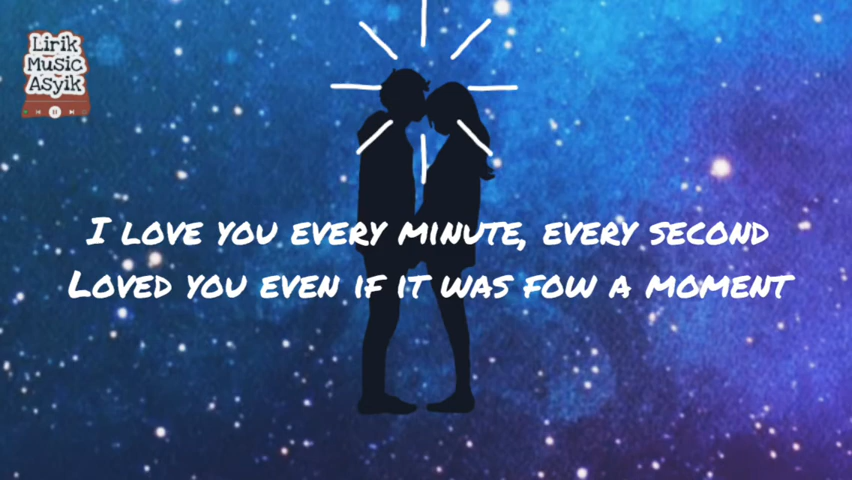 Lirik
Music
Asyik
I LOVE YOU EVERY MINUTE, EVERY SECOND
LOVED YOU EVEN IF IT WAS FOW A MOMENT